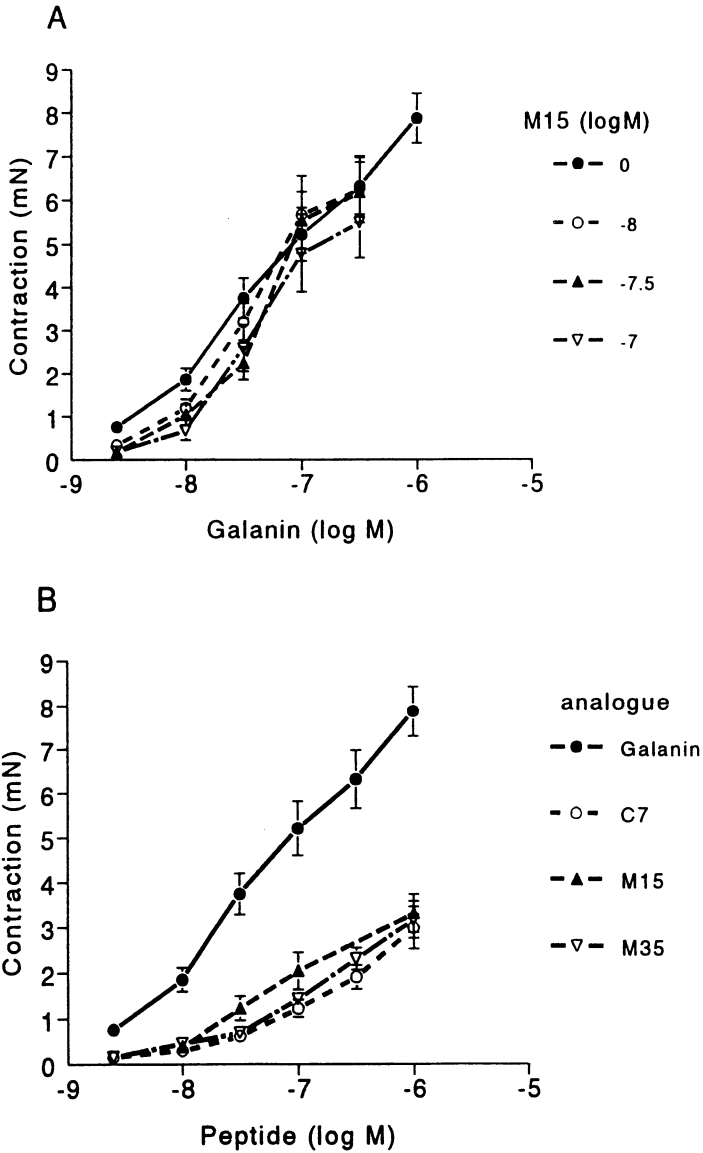 A
9
8
7
6
5
4
3
2
1
0
-9 -8 -7 -6 -5
Contraction (mN)
Galanin (log M)
M15 (logM)
0
-8
-7.5
-7
B
9
8
7
6
5
4
3
2
1
0
-9 -8 -7 -6 -5
Contraction (mN)
Peptide (log M)
analogue
Galanin
C7
M15
M35